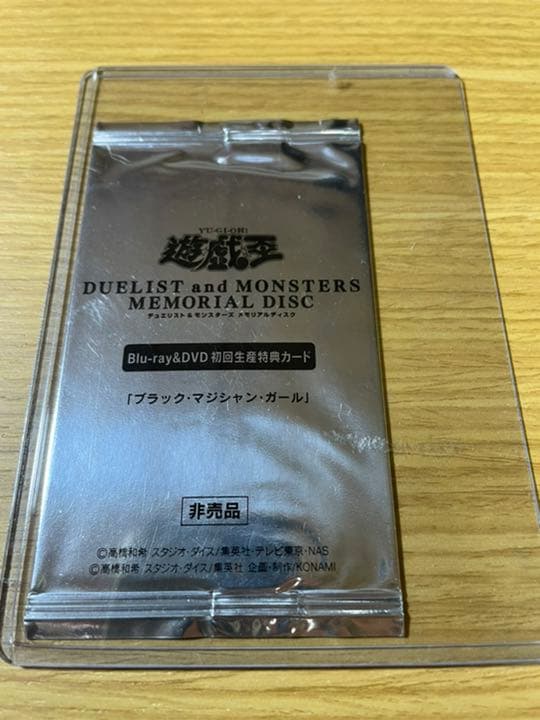 YU-GI-OH!
遊戯王
DUELIST and MONSTERS
MEMORIAL DISC
デュエリスト&モンスターズ メモリアルディスク
Blu-ray&DVD 初回生産特典カード
「ブラック・マジシャン・ガール」
非売品
©高橋和希 スタジオ・ダイス/集英社・テレビ東京・NAS
©高橋和希 スタジオ・ダイス/集英社 企画・制作/KONAMI